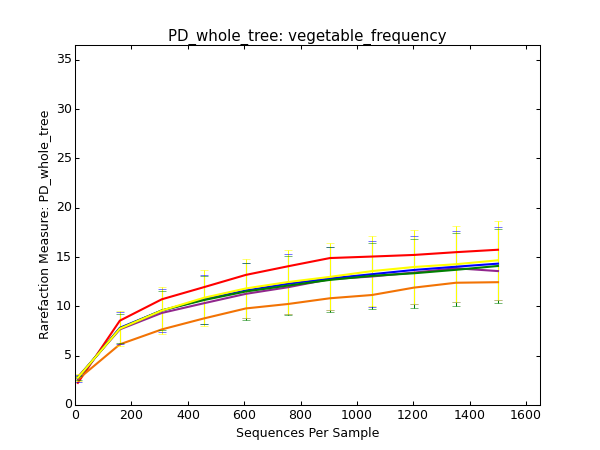 PD_whole_tree: vegetable_frequency
Rarefaction Measure: PD_whole_tree
35
30
25
20
15
10
5
0
0 200 400 600 800 1000 1200 1400 1600
Sequences Per Sample